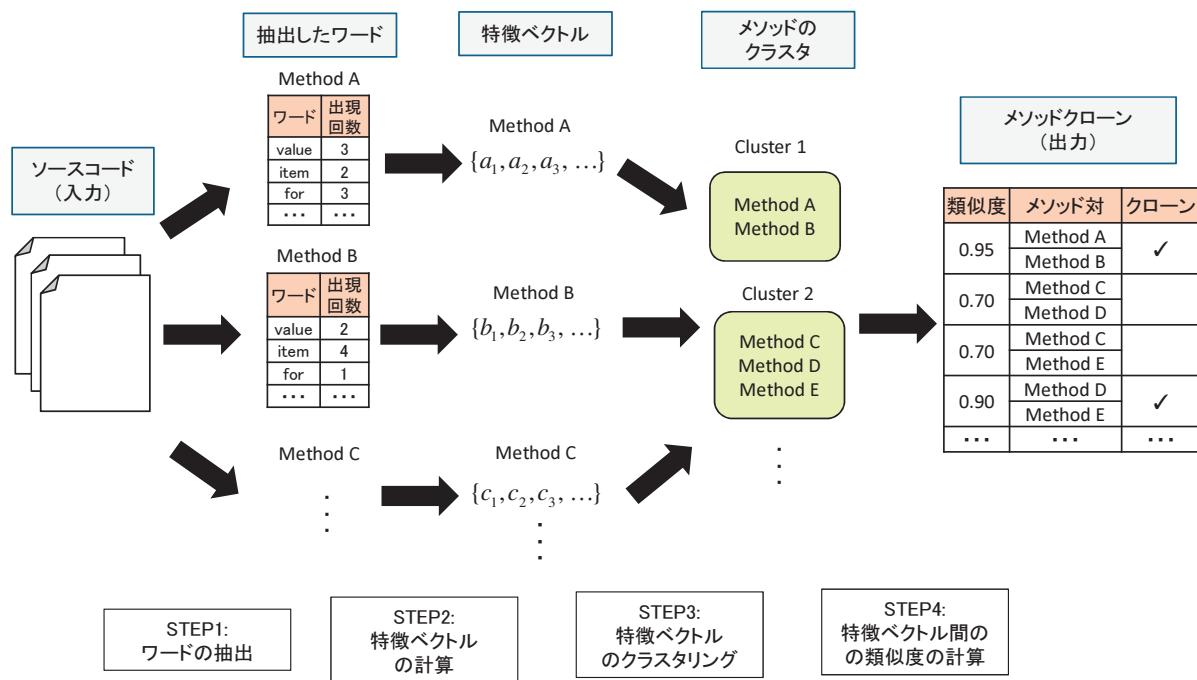 ソースコード
（入力）
抽出したワード
Method A
ワード 出現
回数
value 3
item 2
for 3
・・・ ・・・
Method B
ワード 出現
回数
value 2
item 4
for 1
・・・ ・・・
Method C
・
・
・
特徴ベクトル
Method A
{a₁, a₂, a₃, …}
Method B
{b₁, b₂, b₃, …}
Method C
{c₁, c₂, c₃, …}
・
・
・
メソッドの
クラスタ
Cluster 1
Method A
Method B
Cluster 2
Method C
Method D
Method E
・
・
・
メソッドクローン
（出力）
類似度 メソッド対 クローン
0.95 Method A ✓
Method B
0.70 Method C
Method D
0.70 Method C
Method E
0.90 Method D ✓
Method E
・・・ ・・・ ・・・
STEP1:
ワードの抽出
STEP2:
特徴ベクトル
の計算
STEP3:
特徴ベクトル
のクラスタリング
STEP4:
特徴ベクトル間の
の類似度の計算